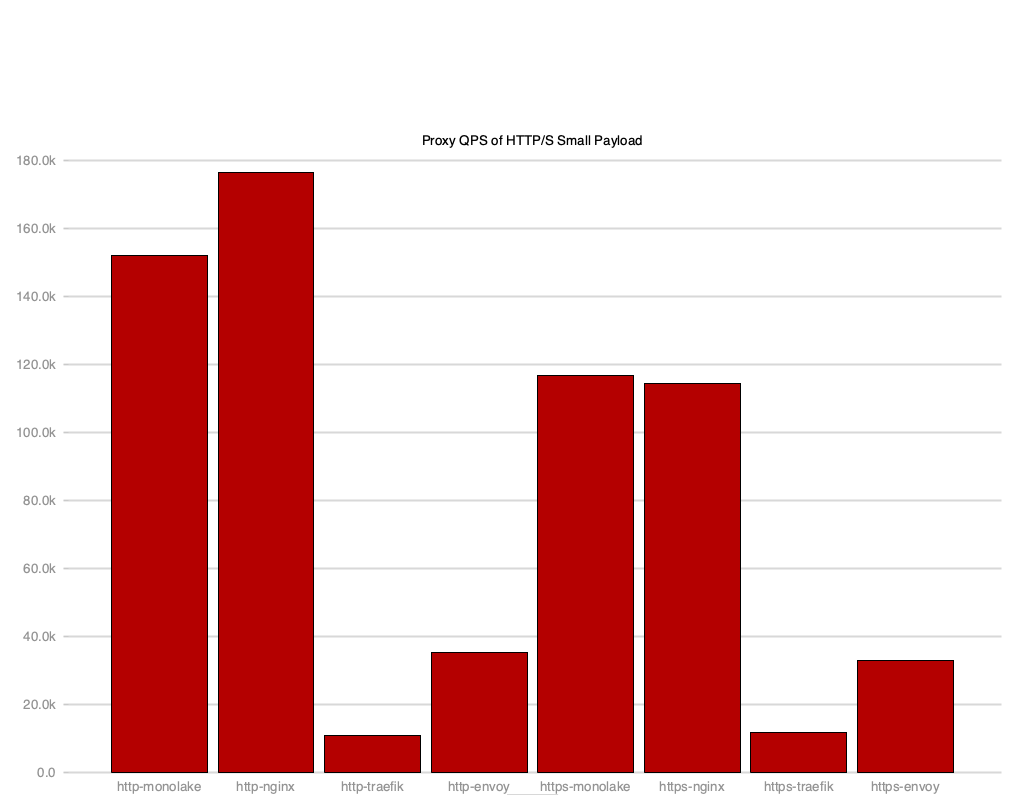 Proxy QPS of HTTP/S Small Payload
180.0k
160.0k
140.0k
120.0k
100.0k
80.0k
60.0k
40.0k
20.0k
0.0
http-monolake http-nginx http-traefik http-envoy https-monolake https-nginx https-traefik https-envoy